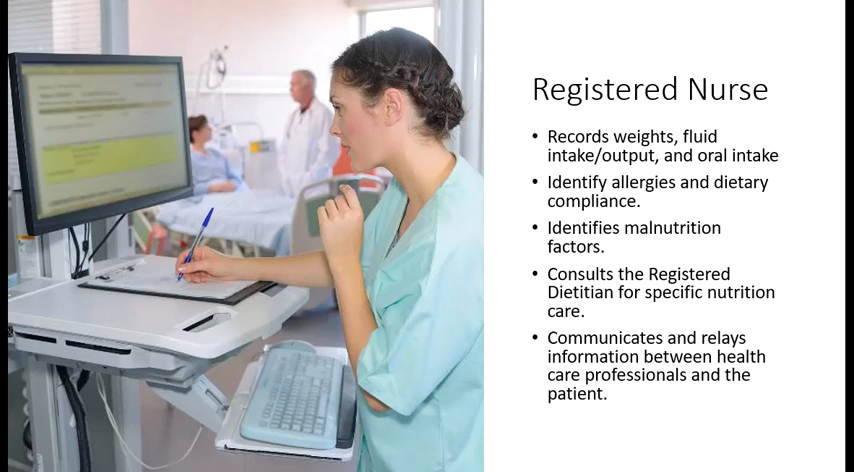 Registered Nurse
• Records weights, fluid
intake/output, and oral intake
• Identify allergies and dietary
compliance.
• Identifies malnutrition
factors.
• Consults the Registered
Dietitian for specific nutrition
care.
• Communicates and relays
information between health
care professionals and the
patient.